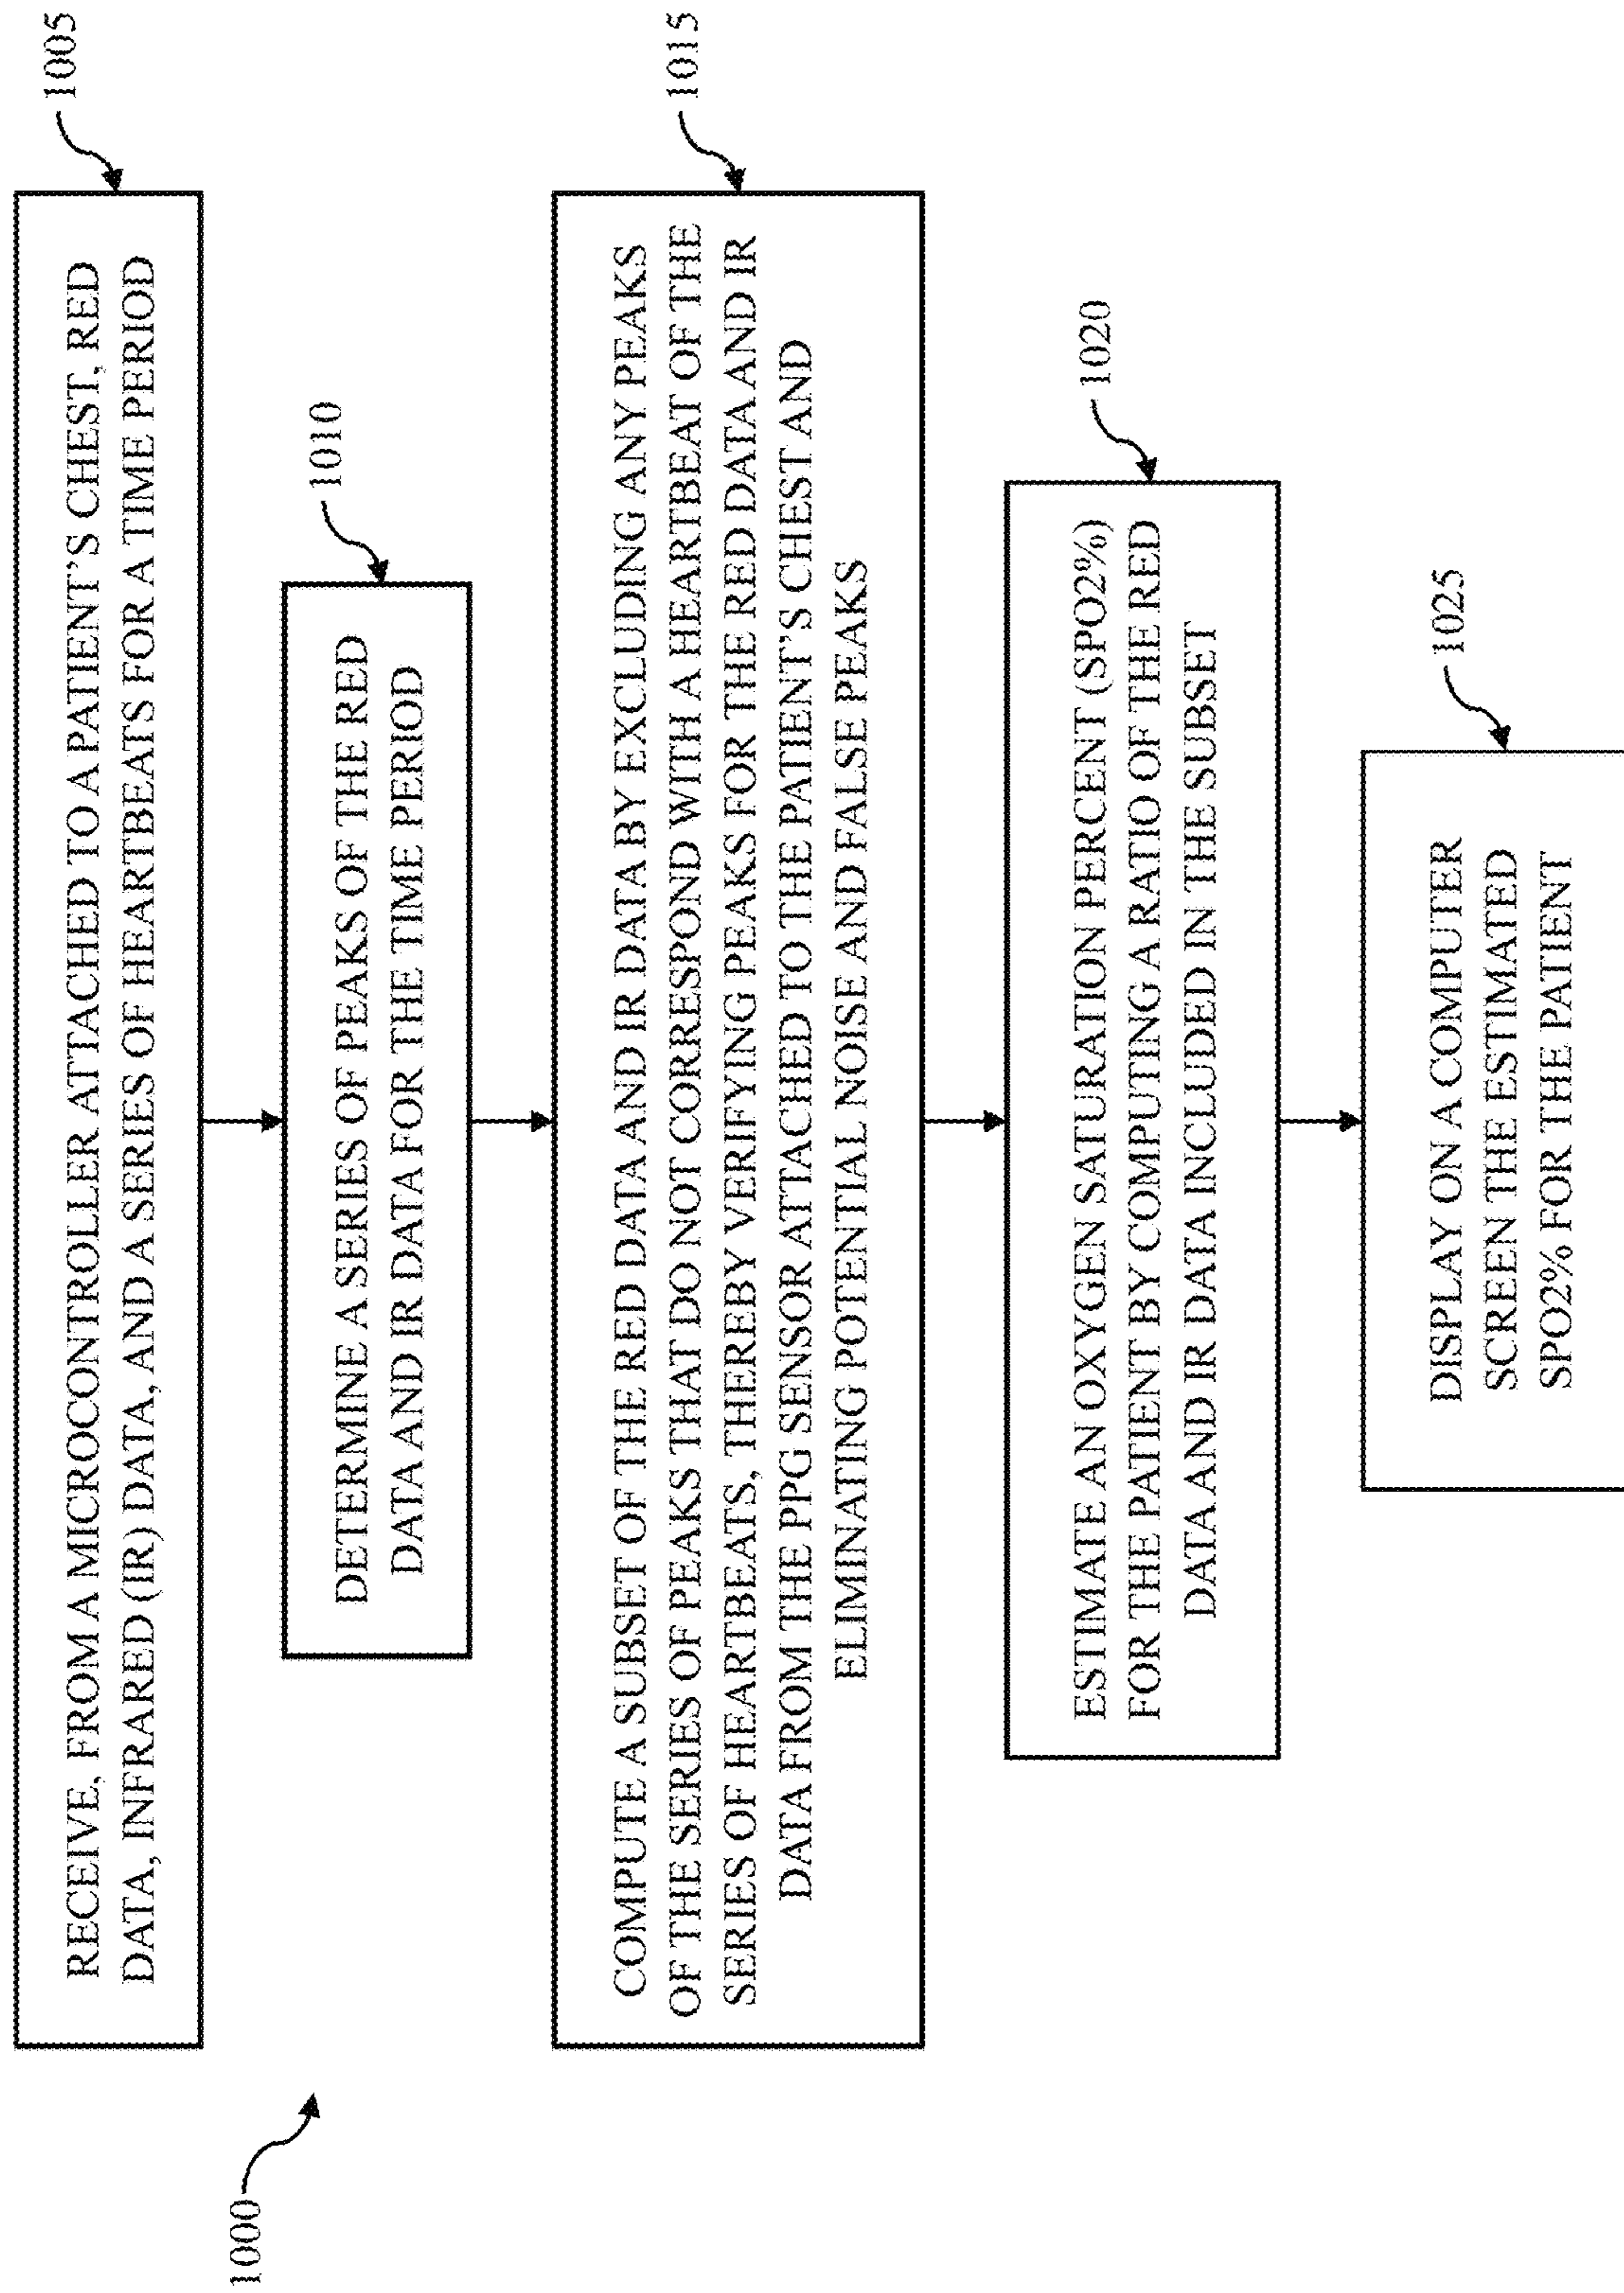 1000
1005
RECEIVE, FROM A MICROCONTROLLER ATTACHED TO A PATIENT'S CHEST, RED
DATA, INFRARED (IR) DATA, AND A SERIES OF HEARTBEATS FOR A TIME PERIOD
1010
DETERMINE A SERIES OF PEAKS OF THE RED
DATA AND IR DATA FOR THE TIME PERIOD
1015
COMPUTE A SUBSET OF THE RED DATA AND IR DATA BY EXCLUDING ANY PEAKS
OF THE SERIES OF PEAKS THAT DO NOT CORRESPOND WITH A HEARTBEAT OF THE
SERIES OF HEARTBEATS, THEREBY VERIFYING PEAKS FOR THE RED DATA AND IR
DATA FROM THE PPG SENSOR ATTACHED TO THE PATIENT'S CHEST AND
ELIMINATING POTENTIAL NOISE AND FALSE PEAKS
1020
ESTIMATE AN OXYGEN SATURATION PERCENT (SPO2%)
FOR THE PATIENT BY COMPUTING A RATIO OF THE RED
DATA AND IR DATA INCLUDED IN THE SUBSET
1025
DISPLAY ON A COMPUTER
SCREEN THE ESTIMATED
SPO2% FOR THE PATIENT